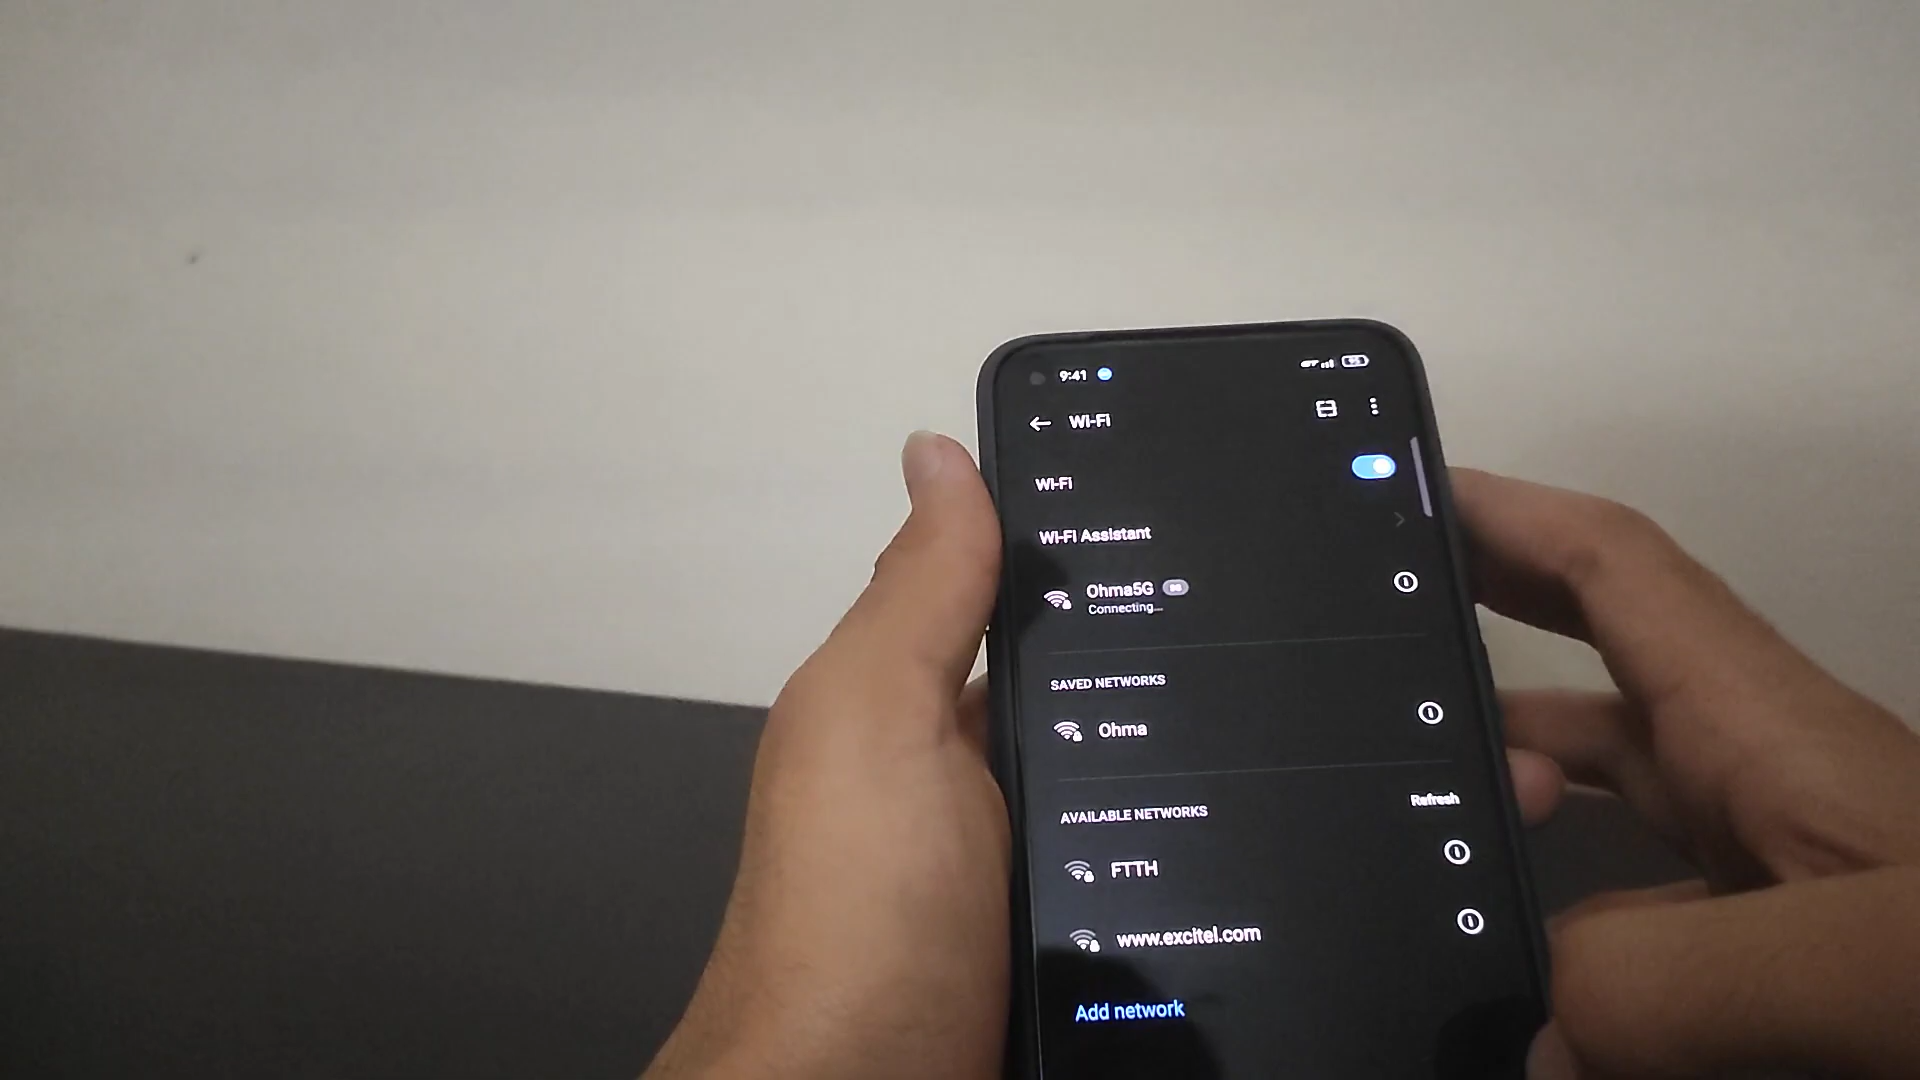 9:41
Wi-Fi
Wi-Fi
Wi-Fi Assistant
Ohma5G
Connecting...
SAVED NETWORKS
Ohma
AVAILABLE NETWORKS Refresh
FTTH
www.excitel.com
Add network